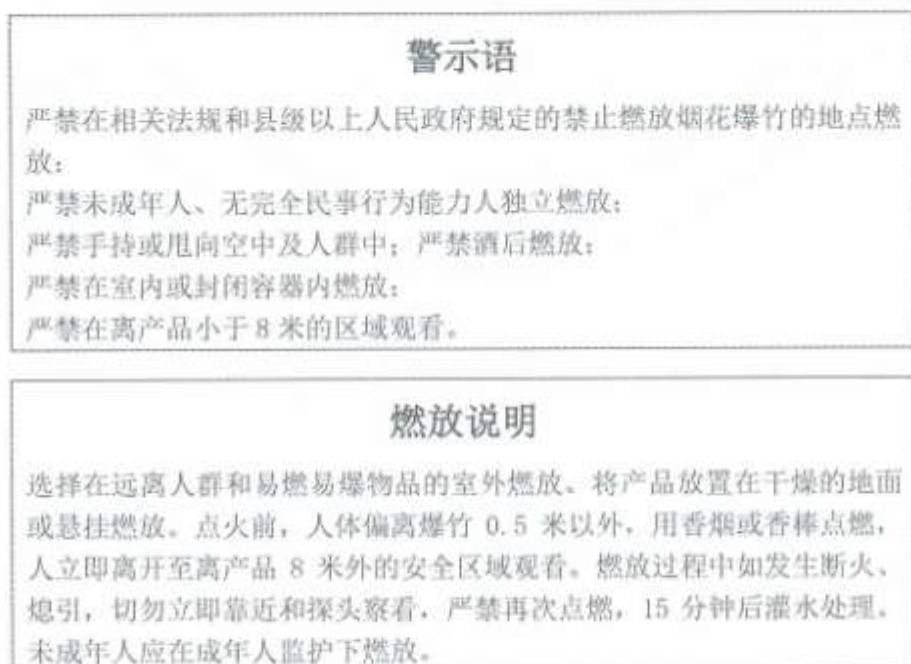 警示语
严禁在相关法规和县级以上人民政府规定的禁止燃放烟花爆竹的地点燃
放；
严禁未成年人、无完全民事行为能力人独立燃放；
严禁手持或甩向空中及人群中；严禁酒后燃放；
严禁在室内或封闭容器内燃放；
严禁在离产品小于8米的区域观看。
燃放说明
选择在远离人群和易燃易爆物品的室外燃放、将产品放置在干燥的地面
或悬挂燃放。点火前，人体偏离爆竹 0.5 米以外，用香烟或香棒点燃，
人立即离开至离产品 8 米外的安全区域观看。燃放过程中如发生断火、
熄引，切勿立即靠近和探头察看，严禁再次点燃，15 分钟后灌水处理。
未成年人应在成年人监护下燃放。